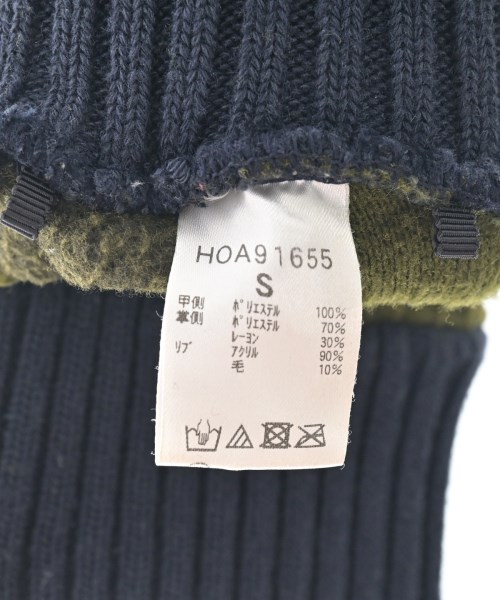 HOA91655
S
甲側 ポリエステル 100%
掌側 ポリエステル 70%
レーヨン 30%
リブ アクリル 90%
毛 10%